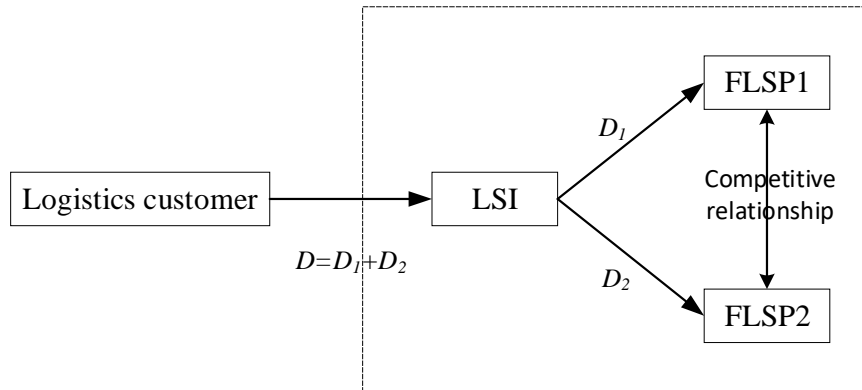 FLSP1
D1
Logistics customer
LSI
Competitive
relationship
D=D1+D2
D2
FLSP2